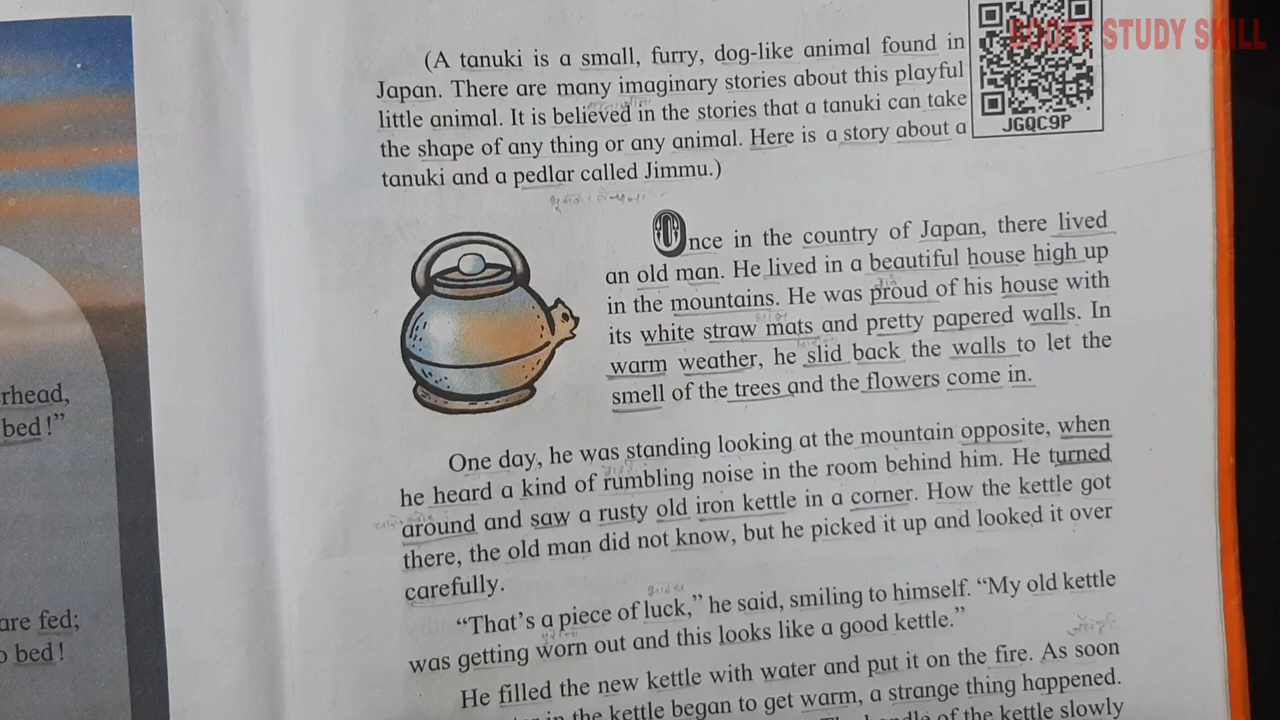 BOOST STUDY SKILL
JGQC9P
(A tanuki is a small, furry, dog-like animal found in
Japan. There are many imaginary stories about this playful
little animal. It is believed in the stories that a tanuki can take
the shape of any thing or any animal. Here is a story about a
tanuki and a pedlar called Jimmu.)
Once in the country of Japan, there lived
an old man. He lived in a beautiful house high up
in the mountains. He was proud of his house with
its white straw mats and pretty papered walls. In
warm weather, he slid back the walls to let the
smell of the trees and the flowers come in.
One day, he was standing looking at the mountain opposite, when
he heard a kind of rumbling noise in the room behind him. He turned
around and saw a rusty old iron kettle in a corner. How the kettle got
there, the old man did not know, but he picked it up and looked it over
carefully.
“That’s a piece of luck,” he said, smiling to himself. “My old kettle
was getting worn out and this looks like a good kettle.”
He filled the new kettle with water and put it on the fire. As soon
in the kettle began to get warm, a strange thing happened.
of the kettle slowly
rhead,
bed!”
are fed;
bed!